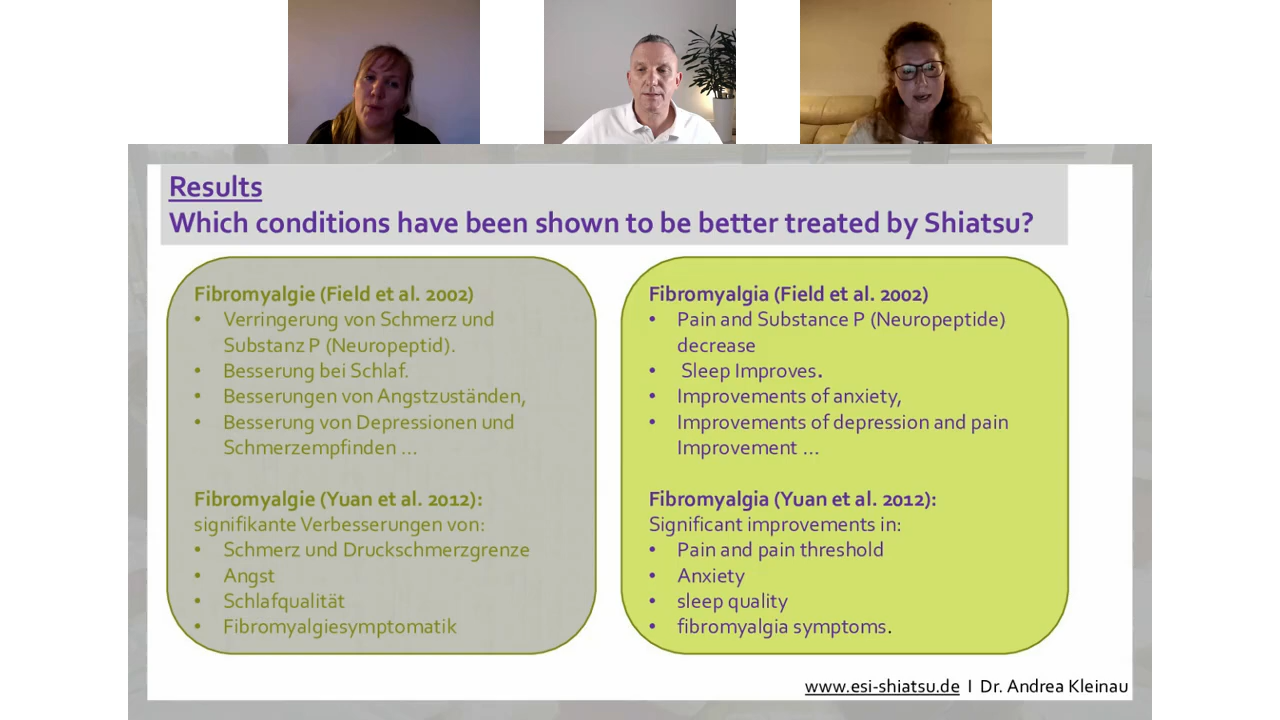 Results
Which conditions have been shown to be better treated by Shiatsu?
Fibromyalgie (Field et al. 2002)
• Verringerung von Schmerz und
Substanz P (Neuropeptid).
• Besserung bei Schlaf.
• Besserungen von Angstzuständen,
• Besserung von Depressionen und
Schmerzempfinden ...
Fibromyalgie (Yuan et al. 2012):
signifikante Verbesserungen von:
• Schmerz und Druckschmerzgrenze
• Angst
• Schlafqualität
• Fibromyalgiesymptomatik
Fibromyalgia (Field et al. 2002)
• Pain and Substance P (Neuropeptide)
decrease
• Sleep Improves.
• Improvements of anxiety,
• Improvements of depression and pain
Improvement ...
Fibromyalgia (Yuan et al. 2012):
Significant improvements in:
• Pain and pain threshold
• Anxiety
• sleep quality
• fibromyalgia symptoms.
www.esi-shiatsu.de I Dr. Andrea Kleinau